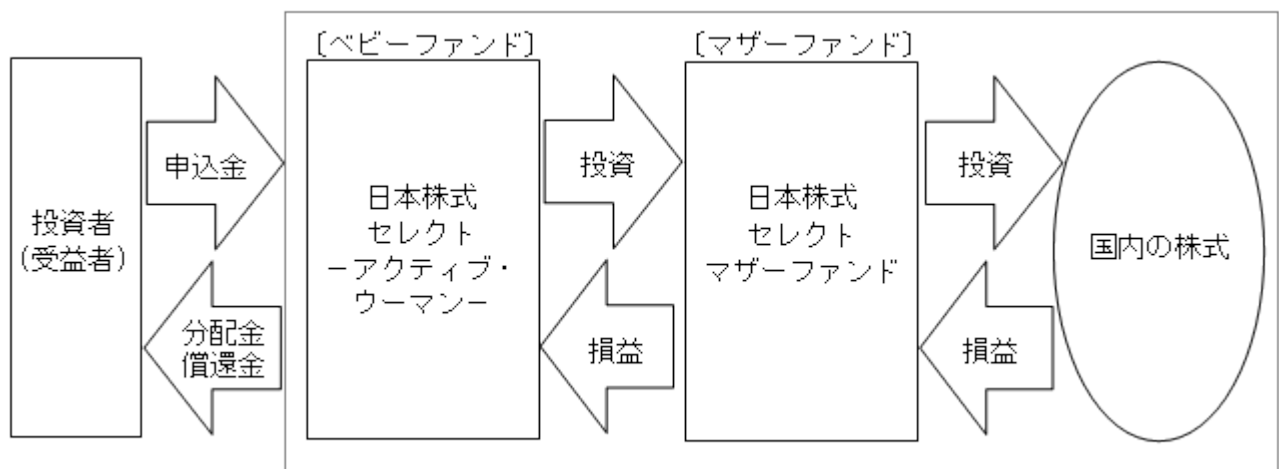 投資者
（受益者）
申込金
分配金
償還金
〔ベビーファンド〕
日本株式
セレクト
－アクティブ・
ウーマン－
投資
損益
〔マザーファンド〕
日本株式
セレクト
マザーファンド
投資
損益
国内の株式